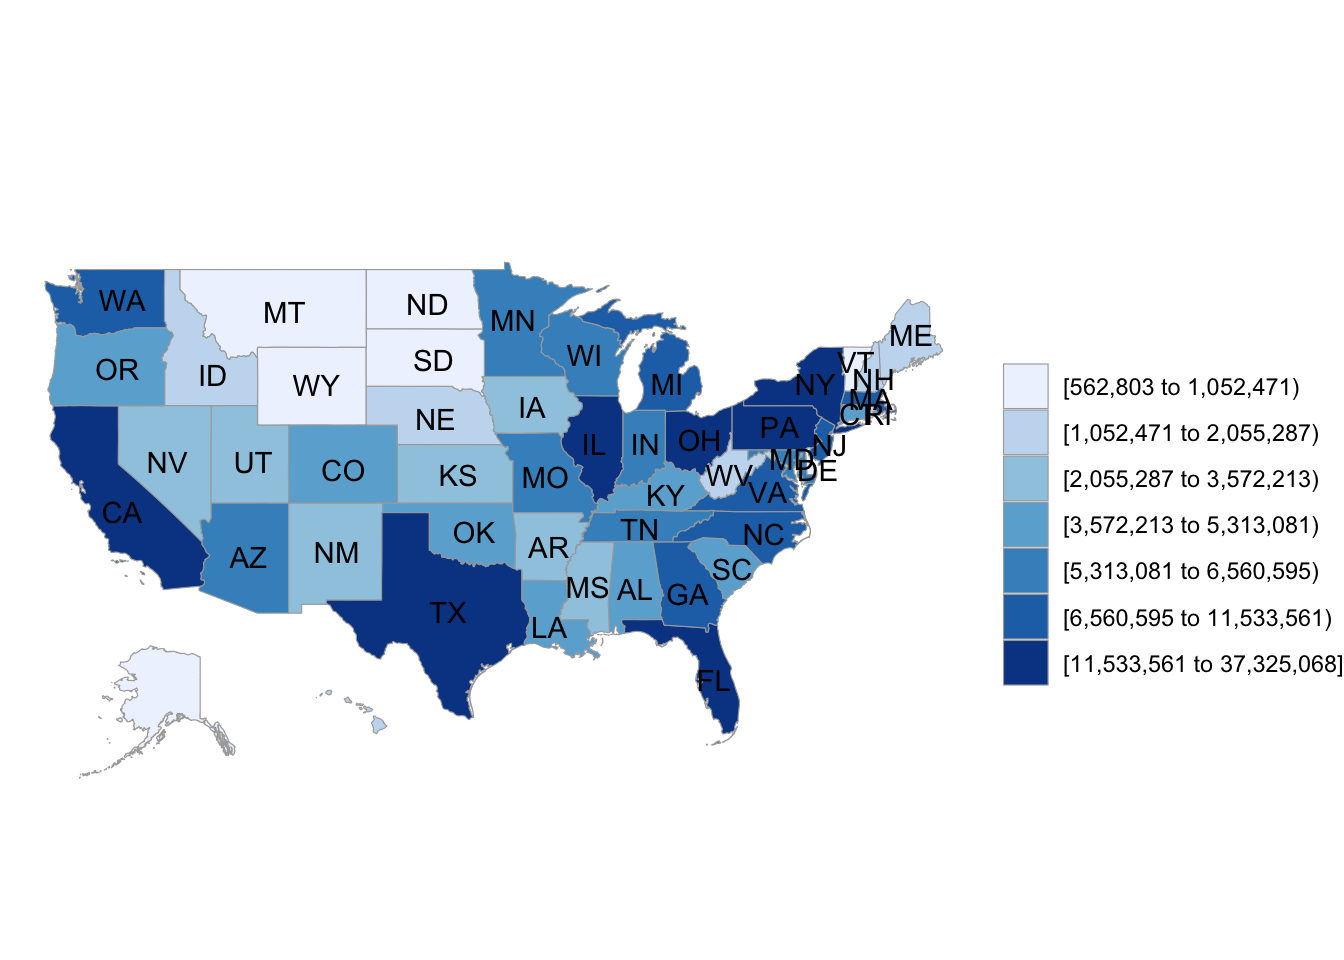 WA
MT
ND
MN
ME
OR
ID
WY
SD
WI
MI
VT
NH
NY
MA
CT
RI
NE
IA
NV
UT
CO
KS
MO
IL
IN
OH
PA
NJ
MD
DE
WV
VA
KY
CA
AZ
NM
OK
AR
TN
NC
SC
TX
LA
MS
AL
GA
FL
[562,803 to 1,052,471)
[1,052,471 to 2,055,287)
[2,055,287 to 3,572,213)
[3,572,213 to 5,313,081)
[5,313,081 to 6,560,595)
[6,560,595 to 11,533,561)
[11,533,561 to 37,325,068]